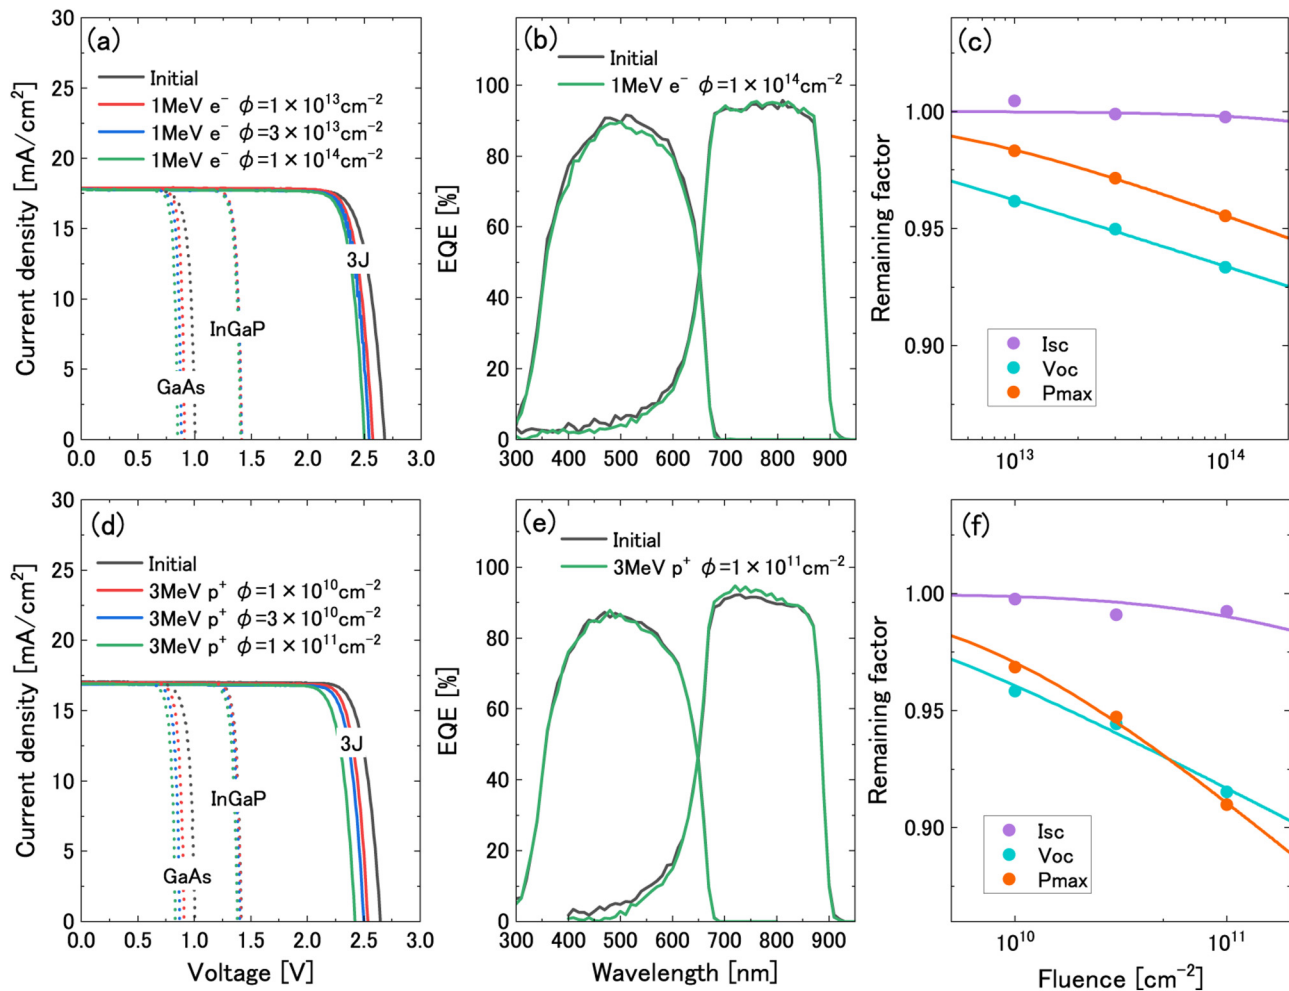 (a)
Initial
1MeV e⁻ ϕ=1×10¹³cm⁻²
1MeV e⁻ ϕ=3×10¹³cm⁻²
1MeV e⁻ ϕ=1×10¹⁴cm⁻²
3J
InGaP
GaAs
Current density [mA/cm²]
30
25
20
15
10
5
0
0.0 0.5 1.0 1.5 2.0 2.5 3.0
(b)
Initial
1MeV e⁻ ϕ=1×10¹⁴cm⁻²
EQE [%]
100
80
60
40
20
0
300 400 500 600 700 800 900
(c)
Remaining factor
1.00
0.95
0.90
Isc
Voc
Pmax
10¹³ 10¹⁴
(d)
Initial
3MeV p⁺ ϕ=1×10¹⁰cm⁻²
3MeV p⁺ ϕ=3×10¹⁰cm⁻²
3MeV p⁺ ϕ=1×10¹¹cm⁻²
3J
InGaP
GaAs
Current density [mA/cm²]
30
25
20
15
10
5
0
0.0 0.5 1.0 1.5 2.0 2.5 3.0
Voltage [V]
(e)
Initial
3MeV p⁺ ϕ=1×10¹¹cm⁻²
EQE [%]
100
80
60
40
20
0
300 400 500 600 700 800 900
Wavelength [nm]
(f)
Remaining factor
1.00
0.95
0.90
Isc
Voc
Pmax
10¹⁰ 10¹¹
Fluence [cm⁻²]